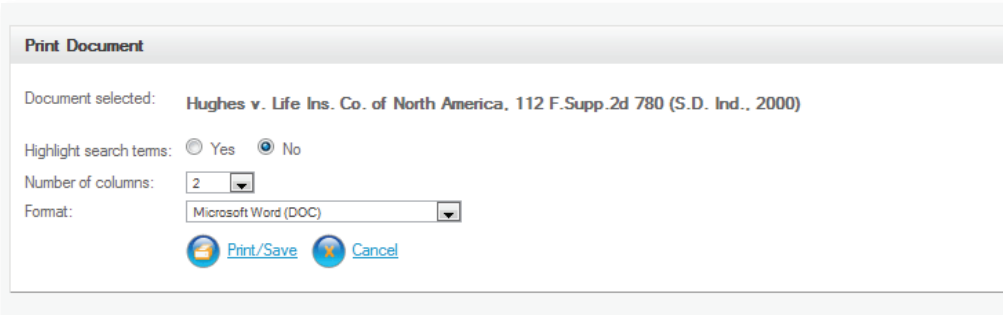 Print Document
Document selected: Hughes v. Life Ins. Co. of North America, 112 F.Supp.2d 780 (S.D. Ind., 2000)
Highlight search terms: Yes No
Number of columns: 2
Format: Microsoft Word (DOC)
Print/Save Cancel